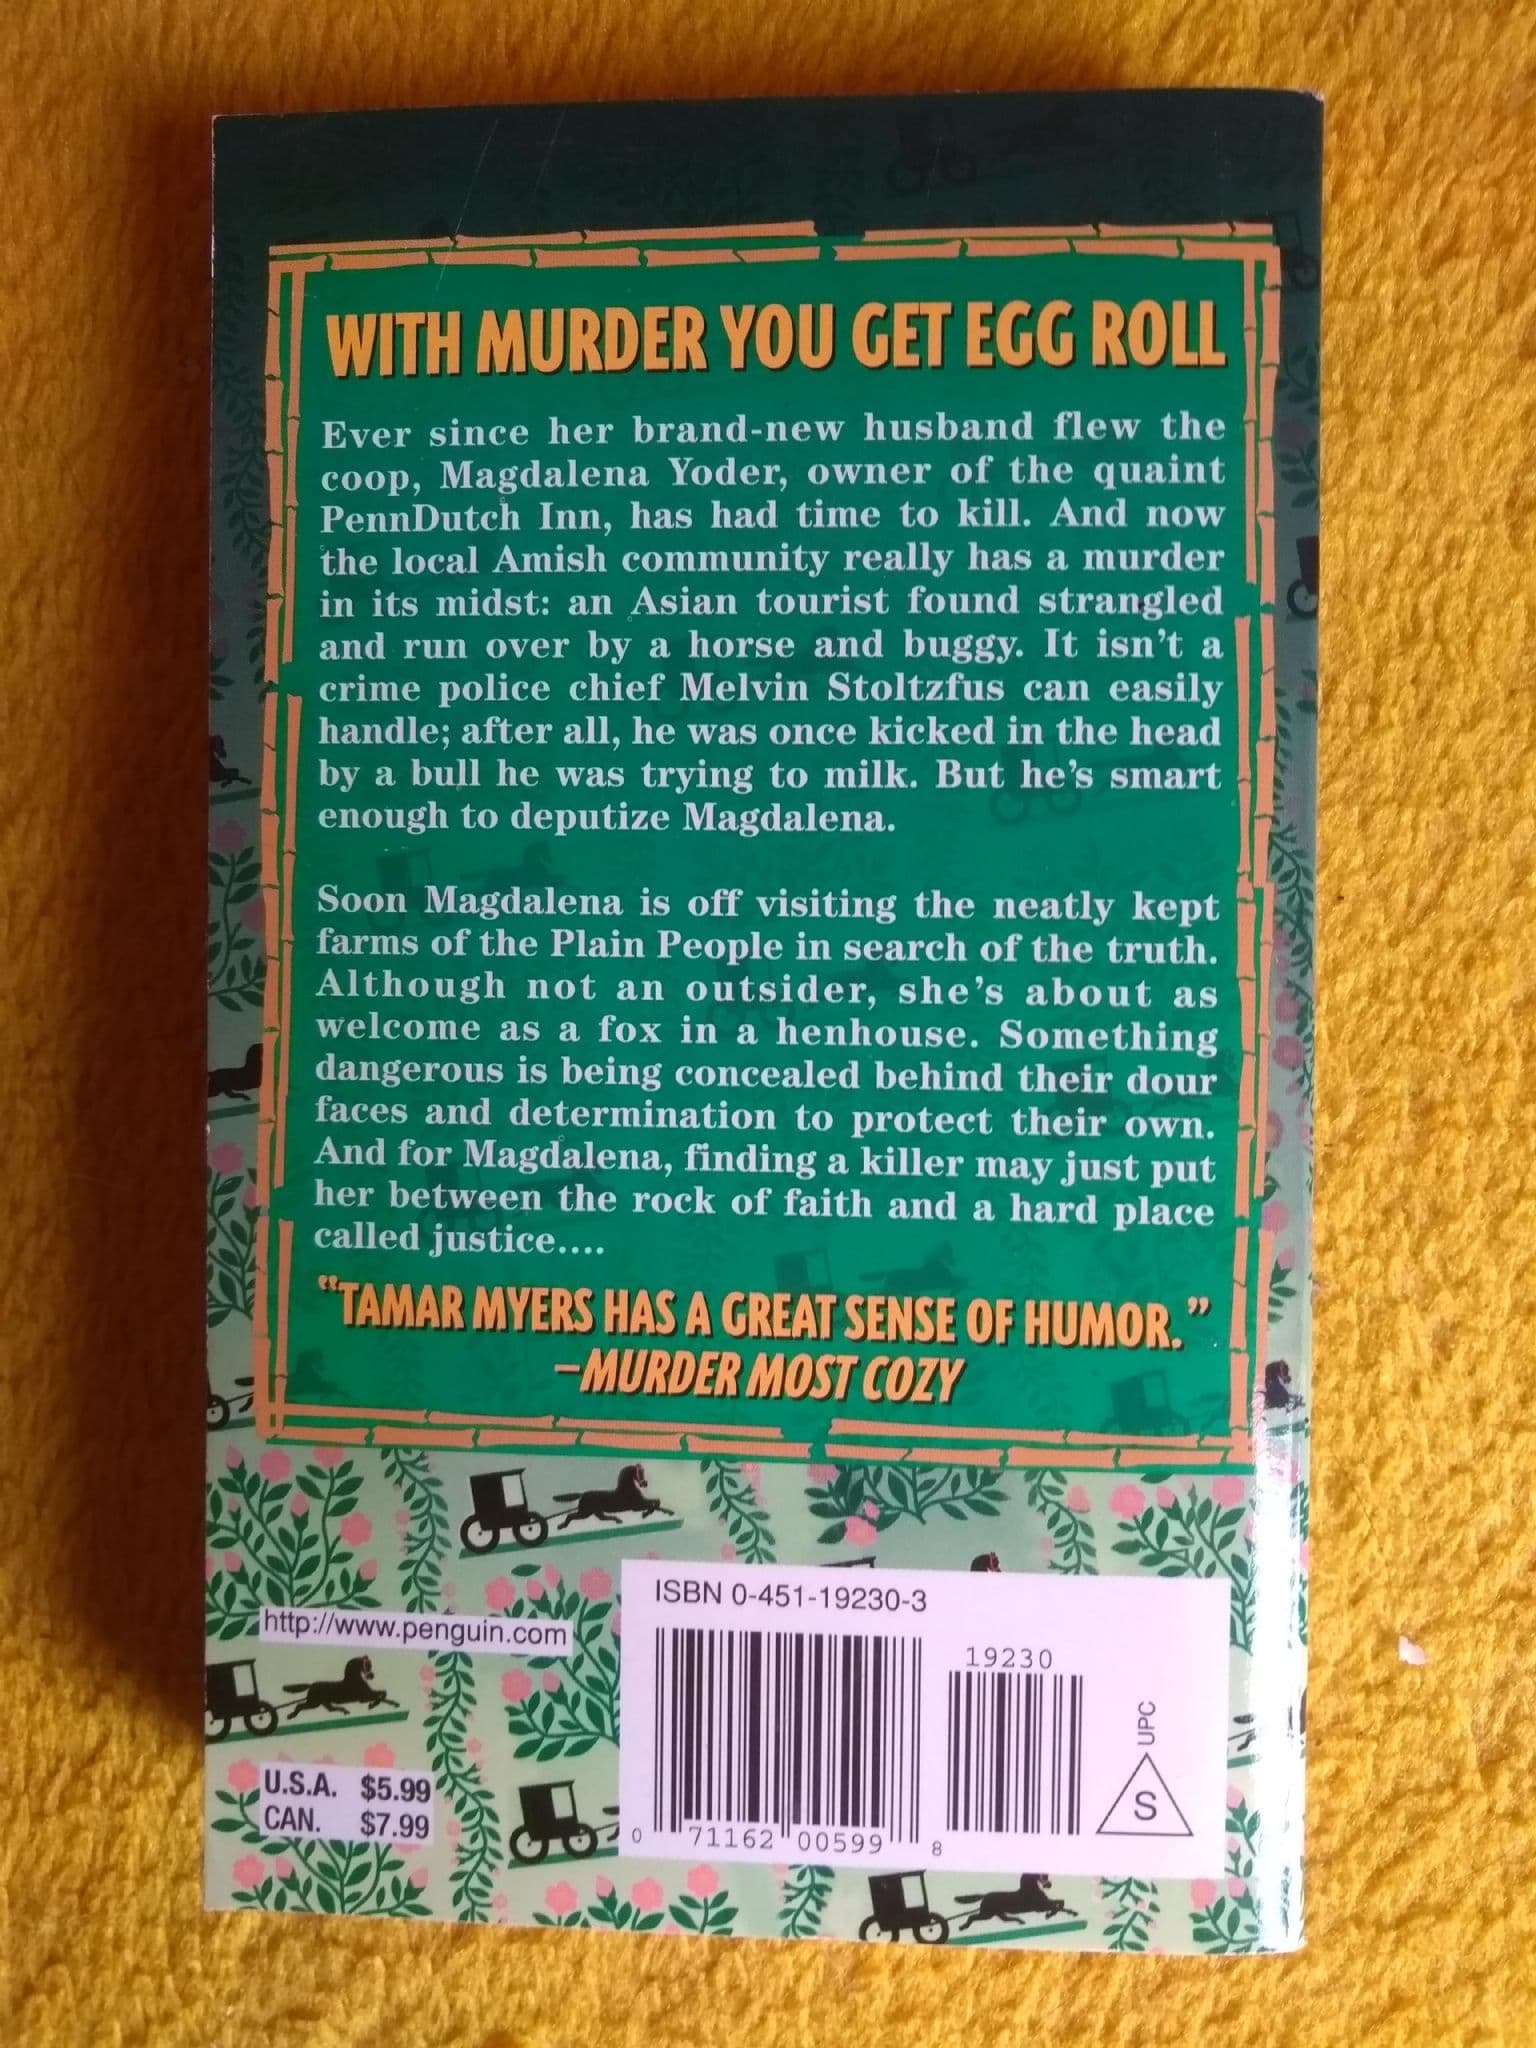 WITH MURDER YOU GET EGG ROLL
Ever since her brand-new husband flew the
coop, Magdalena Yoder, owner of the quaint
PennDutch Inn, has had time to kill. And now
the local Amish community really has a murder
in its midst: an Asian tourist found strangled
and run over by a horse and buggy. It isn't a
crime police chief Melvin Stoltzfus can easily
handle; after all, he was once kicked in the head
by a bull he was trying to milk. But he's smart
enough to deputize Magdalena.
Soon Magdalena is off visiting the neatly kept
farms of the Plain People in search of the truth.
Although not an outsider, she's about as
welcome as a fox in a henhouse. Something
dangerous is being concealed behind their dour
faces and determination to protect their own.
And for Magdalena, finding a killer may just put
her between the rock of faith and a hard place
called justice....
“TAMAR MYERS HAS A GREAT SENSE OF HUMOR.”
–MURDER MOST COZY
http://www.penguin.com
U.S.A. $5.99
CAN. $7.99
ISBN 0-451-19230-3
19230
0 71162 00599 8
UPC
S